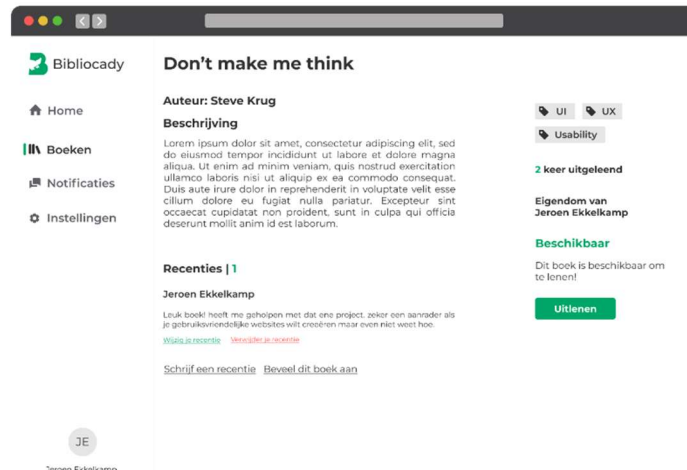 Bibliocady
Home
Boeken
Notificaties
Instellingen
JE
Jeroen Ekkelkamp
Don't make me think
Auteur: Steve Krug
Beschrijving
Lorem ipsum dolor sit amet, consectetur adipiscing elit, sed
do eiusmod tempor incididunt ut labore et dolore magna
aliqua. Ut enim ad minim veniam, quis nostrud exercitation
ullamco laboris nisi ut aliquip ex ea commodo consequat.
Duis aute irure dolor in reprehenderit in voluptate velit esse
cillum dolore eu fugiat nulla pariatur. Excepteur sint
occaecat cupidatat non proident, sunt in culpa qui officia
deserunt mollit anim id est laborum.
Recenties | 1
Jeroen Ekkelkamp
Leuk boek! heeft me geholpen met dat ene project, zeker een aanrader als
je gebruiksvriendelijke websites wilt creeëren maar even niet weet hoe.
Wijzig je recentie Verwijder je recentie
Schrijf een recentie Beveel dit boek aan
UI UX
Usability
2 keer uitgeleend
Eigendom van
Jeroen Ekkelkamp
Beschikbaar
Dit boek is beschikbaar om
te lenen!
Uitlenen